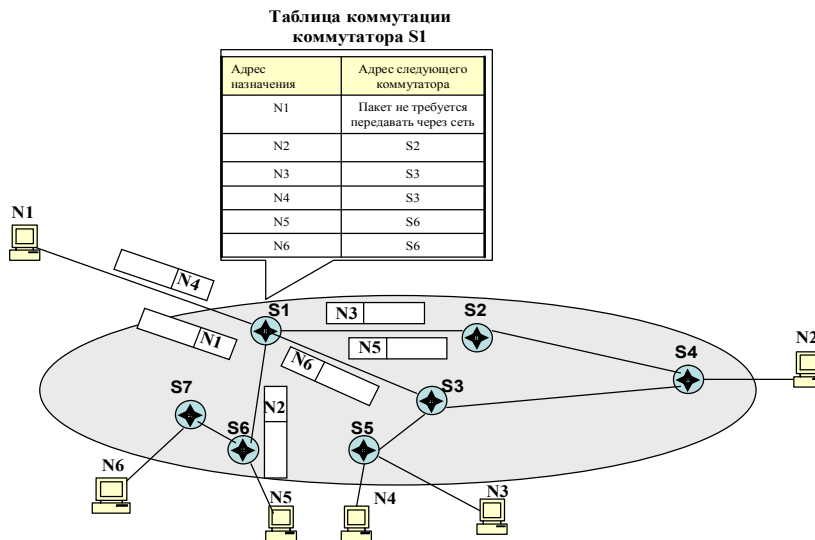 Таблица коммутации
коммутатора S1
Адрес назначения | Адрес следующего коммутатора
N1 | Пакет не требуется передавать через сеть
N2 | S2
N3 | S3
N4 | S3
N5 | S6
N6 | S6
N1
N4
N1
S1
N3
S2
N5
N6
S4
N2
S7
N2
S3
S6
S5
N6
N5
N4
N3